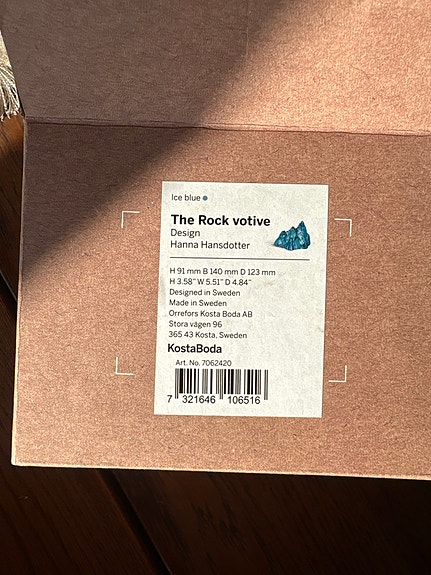 Ice blue
The Rock votive
Design
Hanna Hansdotter
H 91 mm B 140 mm D 123 mm
H 3.58" W 5.51" D 4.84"
Designed in Sweden
Made in Sweden
Orrefors Kosta Boda AB
Stora vägen 96
365 43 Kosta, Sweden
KostaBoda
Art. No. 7062420
7 321646 106516